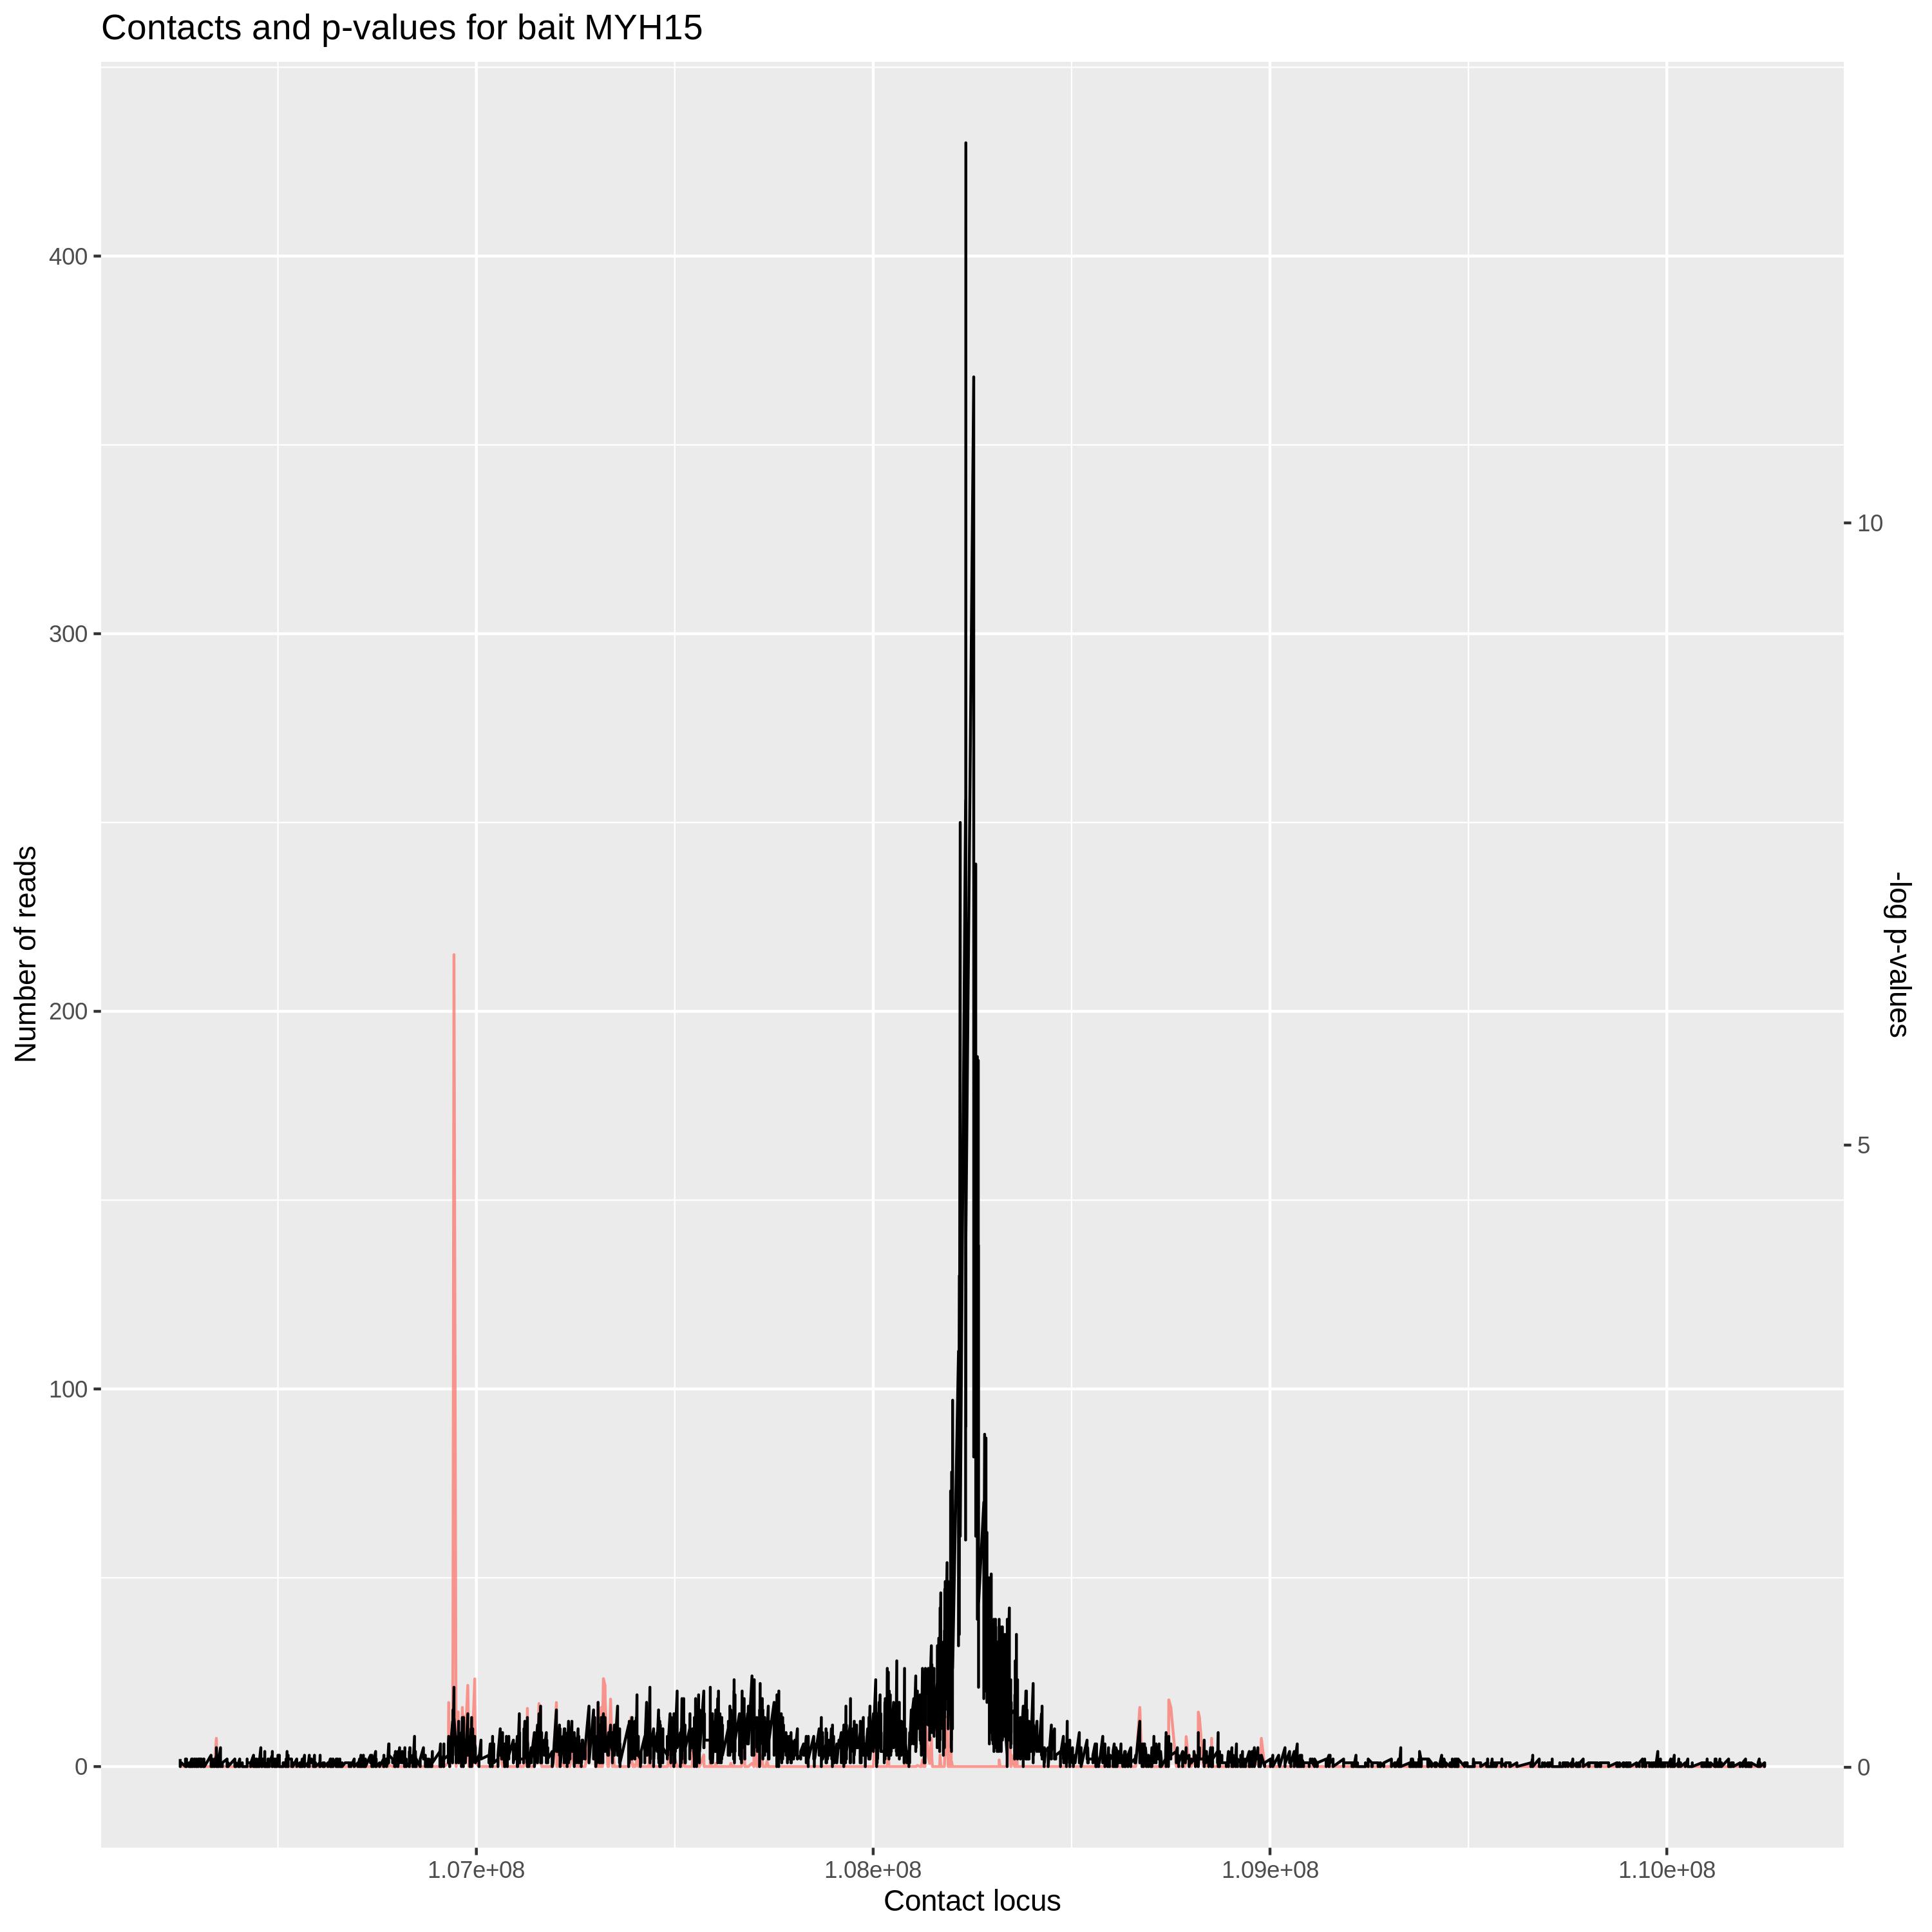 Contacts and p-values for bait MYH15
400
300
200
100
0
Number of reads
10
5
0
-log p-values
1.07e+08
1.08e+08
1.09e+08
1.10e+08
Contact locus